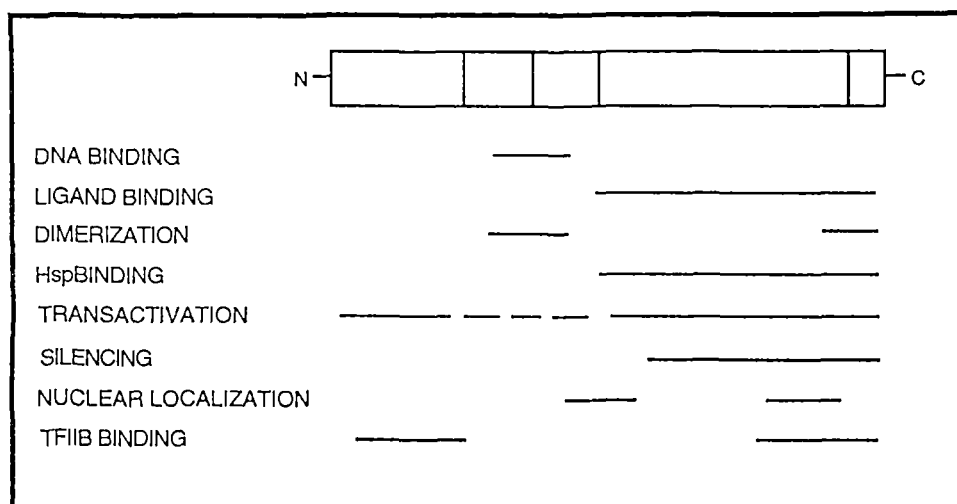 N C
DNA BINDING
LIGAND BINDING
DIMERIZATION
HspBINDING
TRANSACTIVATION
SILENCING
NUCLEAR LOCALIZATION
TFIIB BINDING